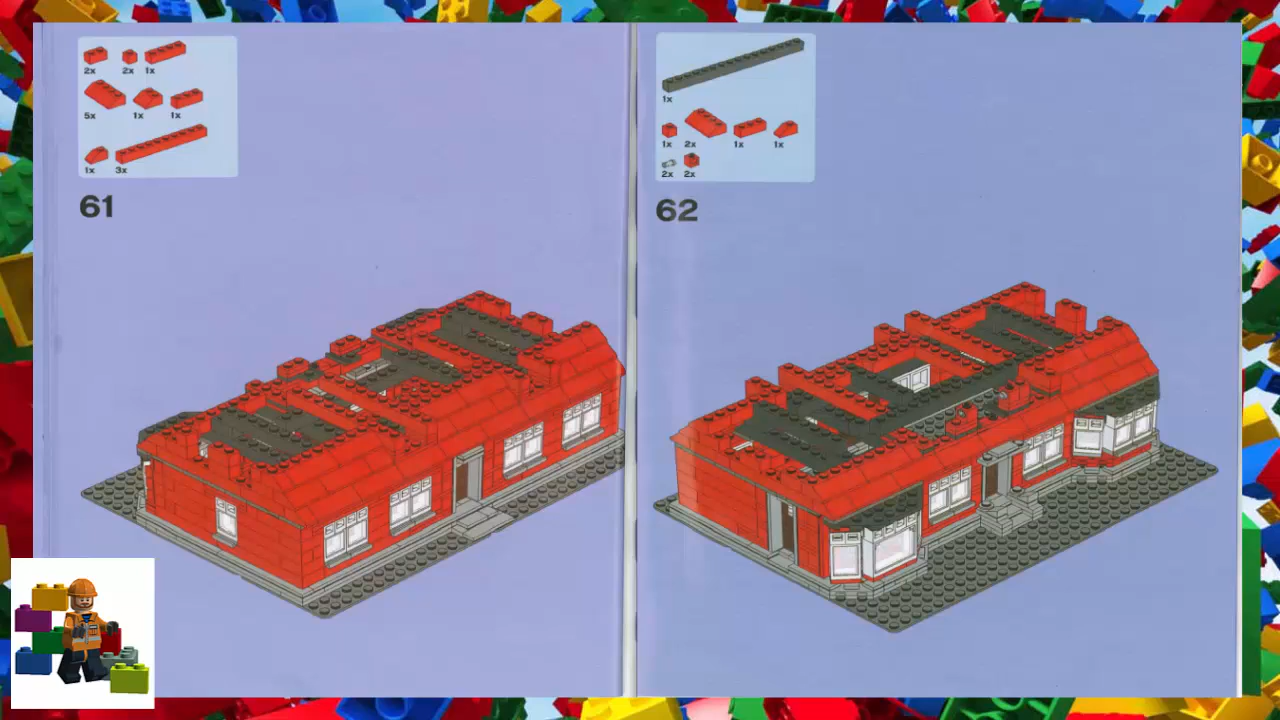 2x 2x 1x
5x 1x 1x
1x 3x
61
1x
1x 2x 1x 1x
2x 2x
62